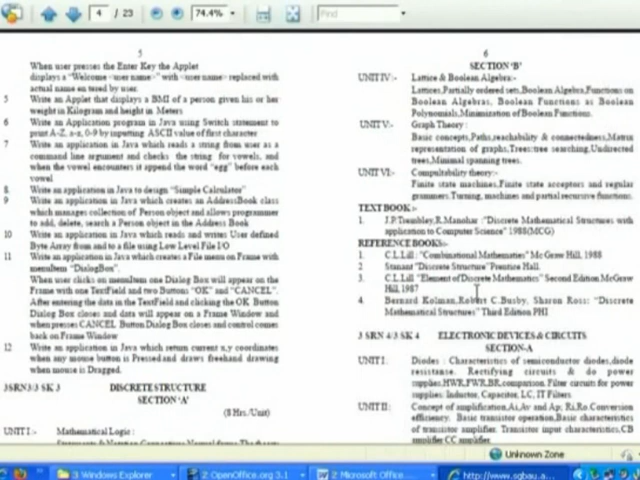 4 / 23
74.4%
Find
5
When user presses the Enter Key the Applet
displays a "Welcome <user name>" with <user name> replaced with
actual name entered by user.
5 Write an Applet that displays a BMI of a person given his or her
weight in Kilogram and height in Meters
6 Write an Application program in Java using Switch statement to
print A-Z, a-z, 0-9 by inputting ASCII value of first character
7 Write an application in Java which reads a string from user as a
command line argument and checks the string for vowels, and
when the vowel encounters it append the word "egg" before each
vowel
8. Write an application in Java to design "Simple Calculator"
9 Write an application in Java which creates an AddressBook class
which manages collection of Person object and allows programmer
to add, delete, search a Person object in the Address Book
10 Write an application in Java which reads and writes User defined
Byte Array from and to a file using Low Level File I/O
11 Write an application in Java which creates a File menu on Frame with
menuItem "DialogBox".
When user clicks on menuItem one Dialog Box will appear on the
Frame with one TextField and two Buttons "OK" and "CANCEL".
After entering the data in the TextField and clicking the OK Button
Dialog Box closes and data will appear on a Frame Window and
when presses CANCEL Button Dialog Box closes and control comes
back on Frame Window
12 Write an application in Java which return current x,y coordinates
when any mouse button is Pressed and draws freehand drawing
when mouse is Dragged.
3SRN3/3 SK 3 DISCRETE STRUCTURE
SECTION 'A'
(8 Hrs./Unit)
UNIT I :- Mathematical Logic :
6
SECTION 'B'
UNIT IV:- Lattice & Boolean Algebra:-
Lattices,Partially ordered sets,Boolean Algebra,Functions on
Boolean Algebras, Boolean Functions as Boolean
Polynomials,Minimization of Boolean Functions.
UNIT V:- Graph Theory :
Basic concepts,Paths,reachability & connectedness,Matrix
representation of graphs,Trees:tree searching,Undirected
trees,Minimal spanning trees.
UNIT VI:- Computability theory:-
Finite state machines,Finite state acceptors and regular
grammers.Turning, machines and partial recursive functions.
TEXT BOOK :
1. J.P.Trembley,R.Manohar :"Discrete Mathematical Structures with
application to Computer Science" 1988(MCG)
REFERENCE BOOKS:-
1. C.L.Lill : "Combinational Mathematics" Mc Graw Hill, 1988
2 Stanant "Discrete Structure" Prentice Hall.
3. C.L.Lill "Element of Discrete Mathematics" Second Edition McGraw
Hill,1987
4. Bernard Kolman,Robert C.Busby, Sharon Ross: "Discrete
Mathematical Structures" Third Edition PHI
3 SRN 4/3 SK 4 ELECTRONIC DEVICES & CIRCUITS
SECTION-A
UNIT I : Diodes : Characteristics of semiconductor diodes,diode
resistanse. Rectifying circuits & do power
supplies,HWR,FWR,BR,comparison. Filter circuits for power
supplies: Inductor, Capacitor, LC, IT Filters
UNIT II: Concept of amplification,Ai,Av and Ap, Ri,Ro.Conversion
efficiency. Basic transistor operation,Basic characteristics
of transistor amplifier. Transistor input characteristics,CB
amplifier CC amplifier
Unknown Zone
3 Windows Explorer
2 OpenOffice.org 3.1
2 Microsoft Office ...
http://www.sgbau.a...